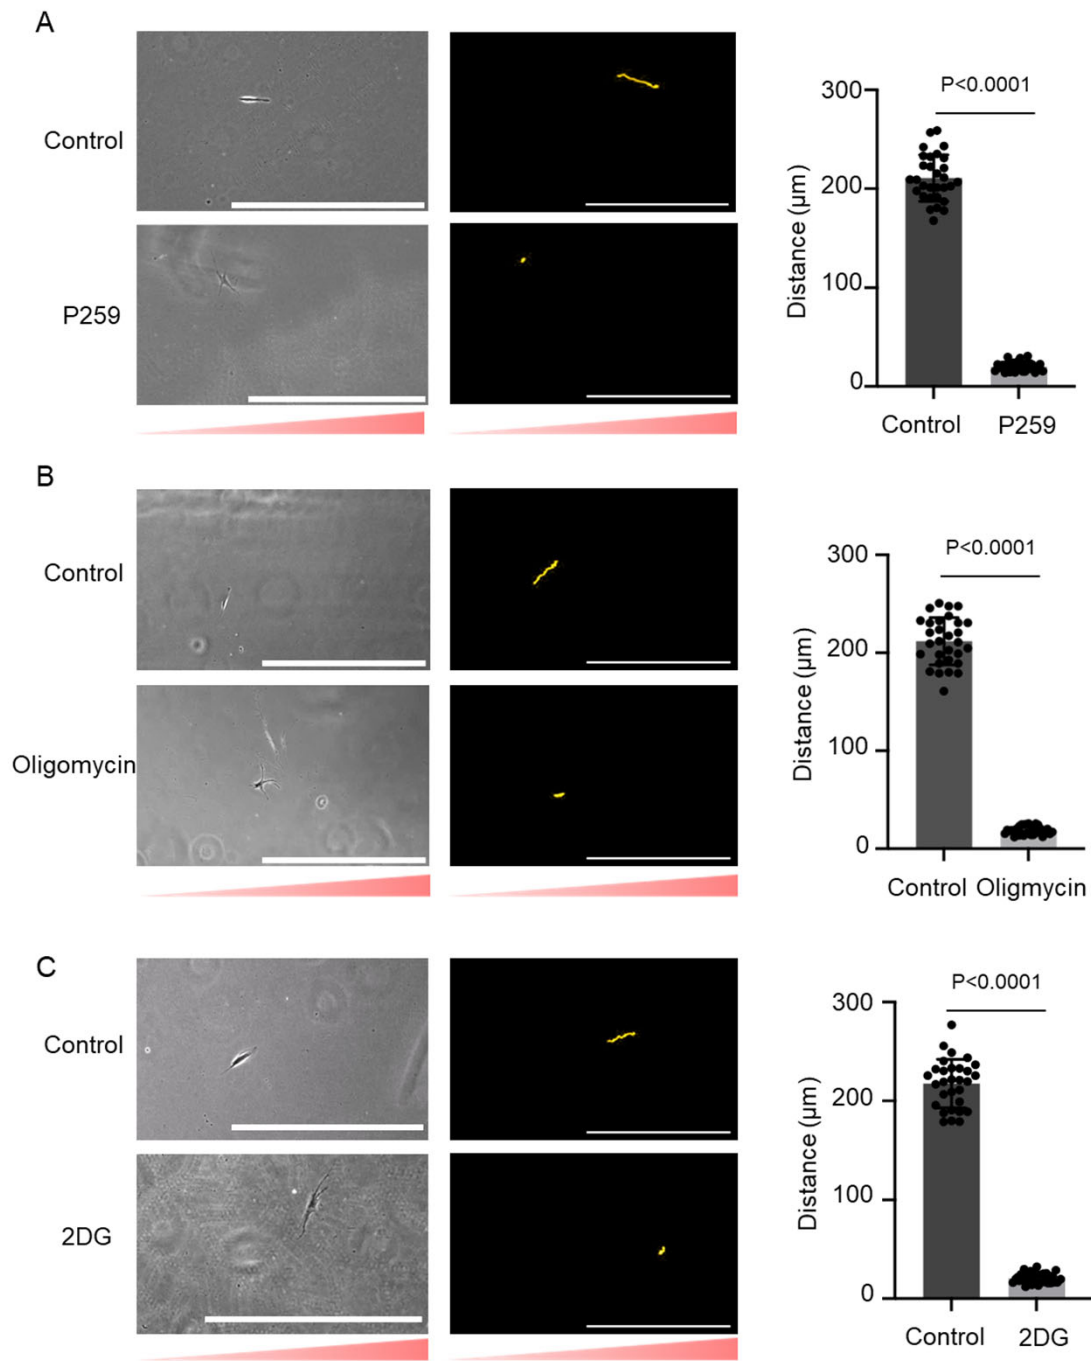 A
Control
P259
P<0.0001
Distance (µm)
300
200
100
0
Control P259
B
Control
Oligomycin
P<0.0001
Distance (µm)
300
200
100
0
Control Oligmycin
C
Control
2DG
P<0.0001
Distance (µm)
300
200
100
0
Control 2DG